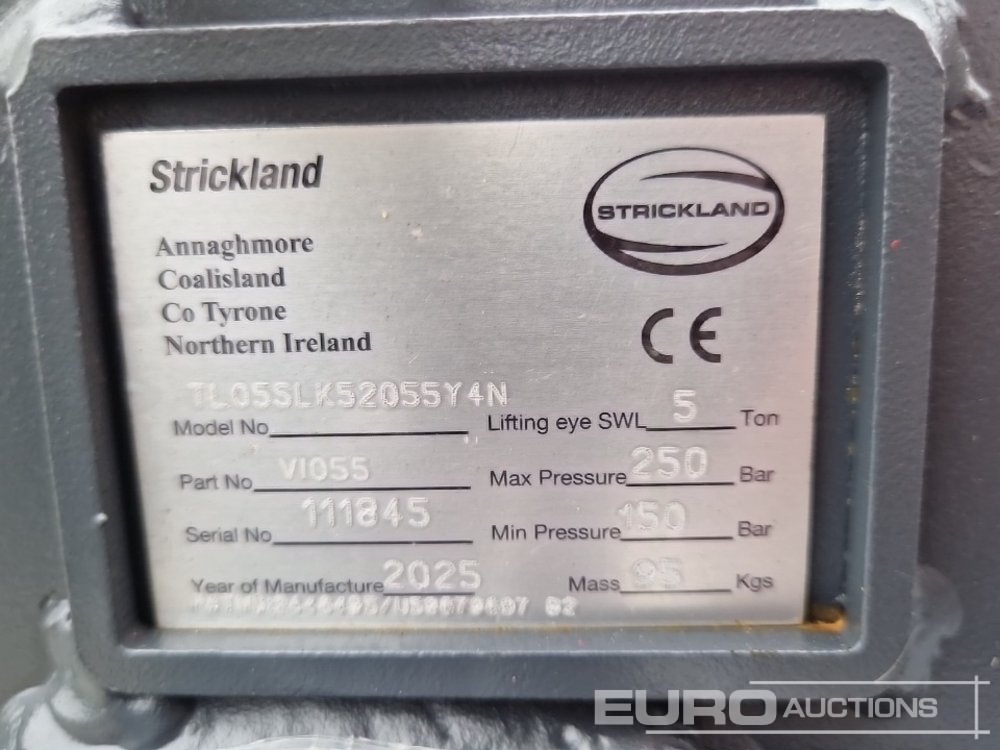 Strickland
STRICKLAND
Annaghmore
Coalisland
Co Tyrone
Northern Ireland
CE
TL05SLK52055Y4N
Model No
Lifting eye SWL 5 Ton
Part No VI055
Max Pressure 250 Bar
Serial No 111845
Min Pressure 150 Bar
Year of Manufacture 2025
Mass 95 Kgs
EURO AUCTIONS